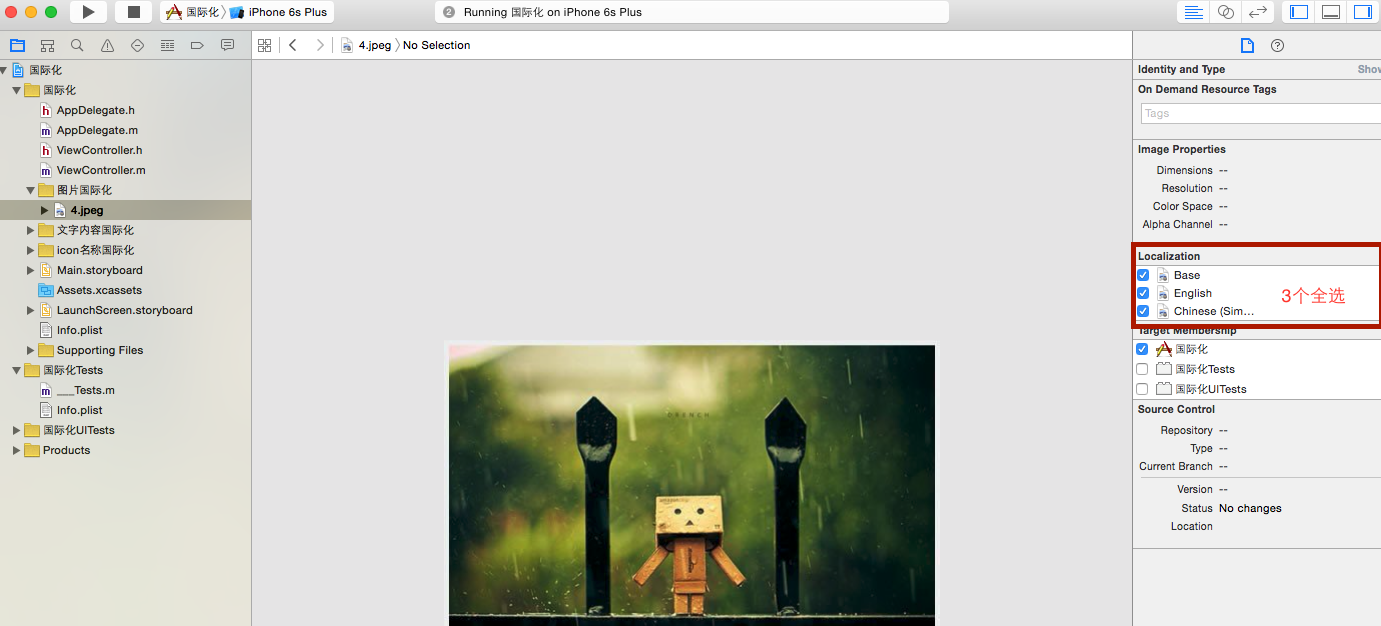 国际化 iPhone 6s Plus
2 Running 国际化 on iPhone 6s Plus
4.jpeg No Selection
国际化
国际化
AppDelegate.h
AppDelegate.m
ViewController.h
ViewController.m
图片国际化
4.jpeg
文字内容国际化
icon名称国际化
Main.storyboard
Assets.xcassets
LaunchScreen.storyboard
Info.plist
Supporting Files
国际化Tests
___Tests.m
Info.plist
国际化UITests
Products
DRENCH
Identity and Type Show
On Demand Resource Tags
Tags
Image Properties
Dimensions --
Resolution --
Color Space --
Alpha Channel --
Localization
Base
English
Chinese (Sim...
3个全选
Target Membership
国际化
国际化Tests
国际化UITests
Source Control
Repository --
Type --
Current Branch --
Version --
Status No changes
Location